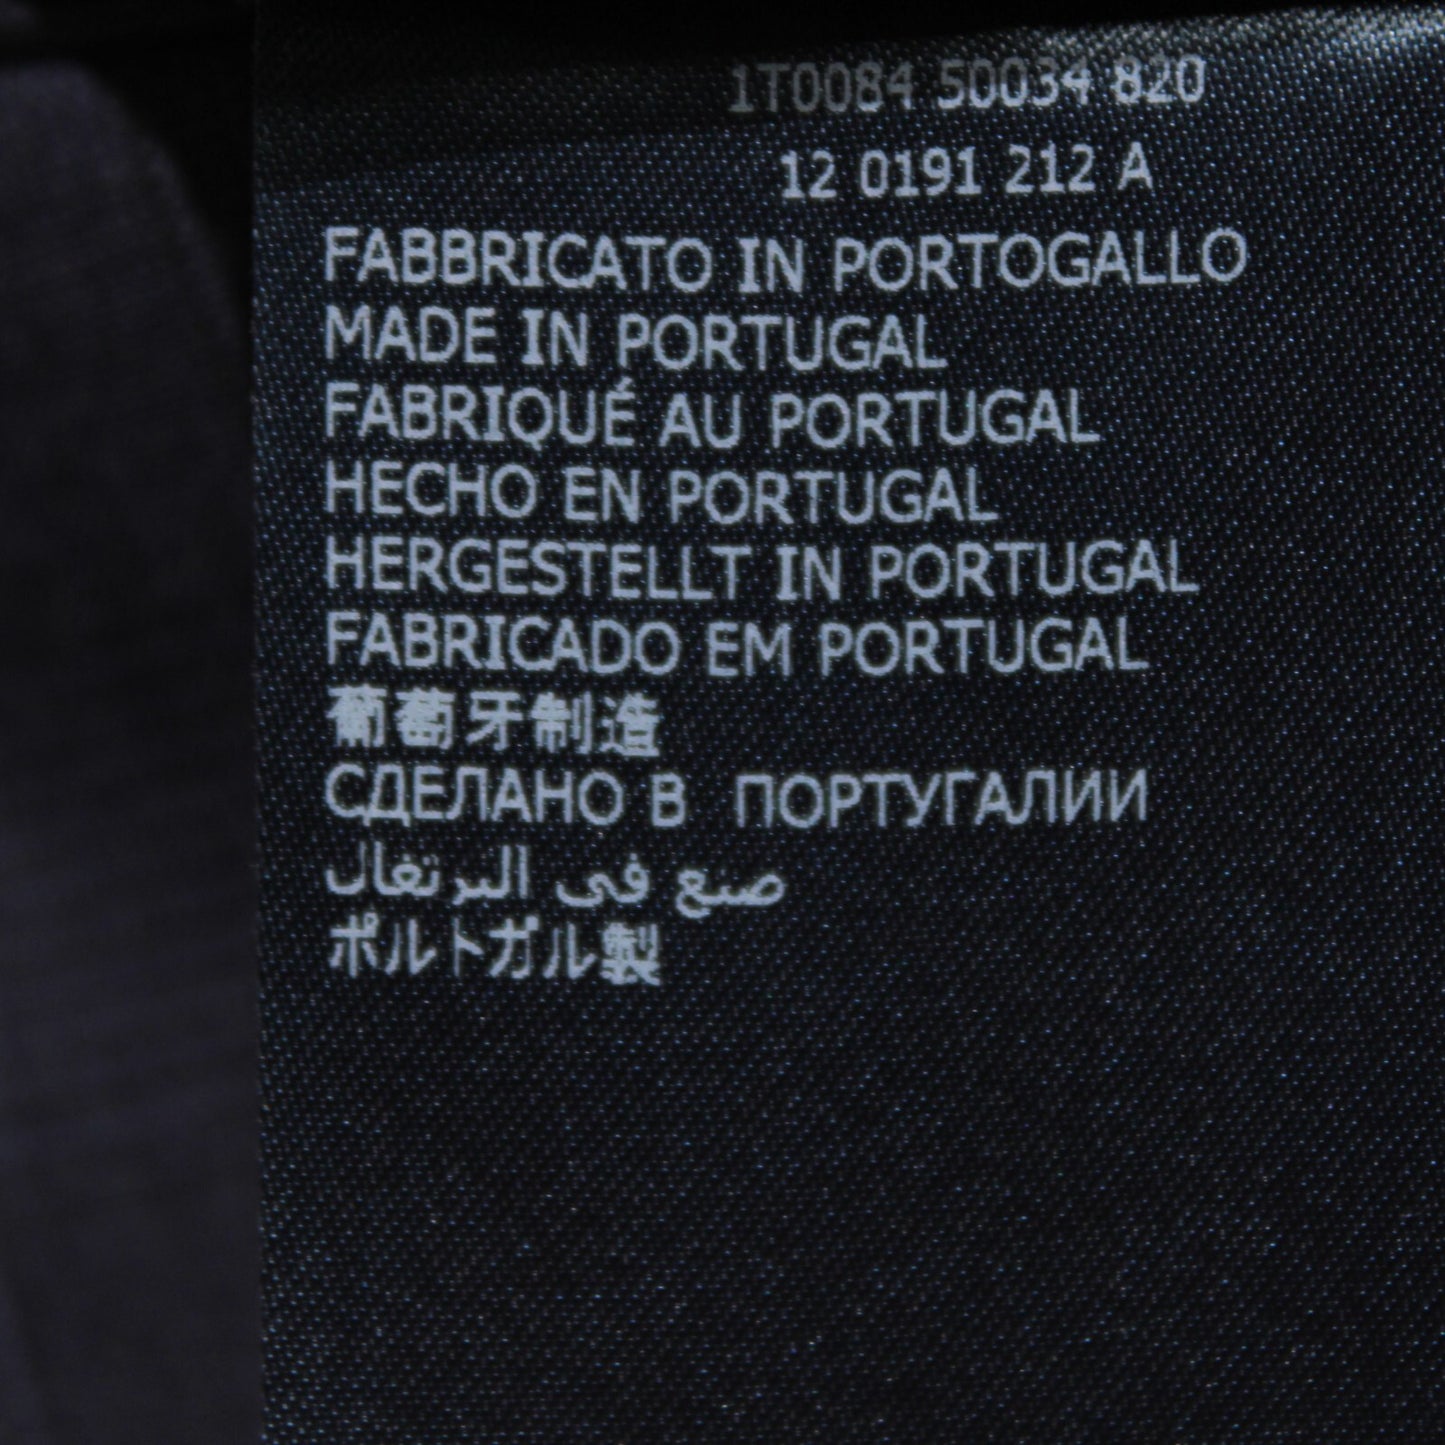 1T0084 50034 820
12 0191 212 A
FABBRICATO IN PORTOGALLO
MADE IN PORTUGAL
FABRIQUÉ AU PORTUGAL
HECHO EN PORTUGAL
HERGESTELLT IN PORTUGAL
FABRICADO EM PORTUGAL
葡萄牙制造
СДЕЛАНО В ПОРТУГАЛИИ
صنع فى البرتغال
ポルトガル製